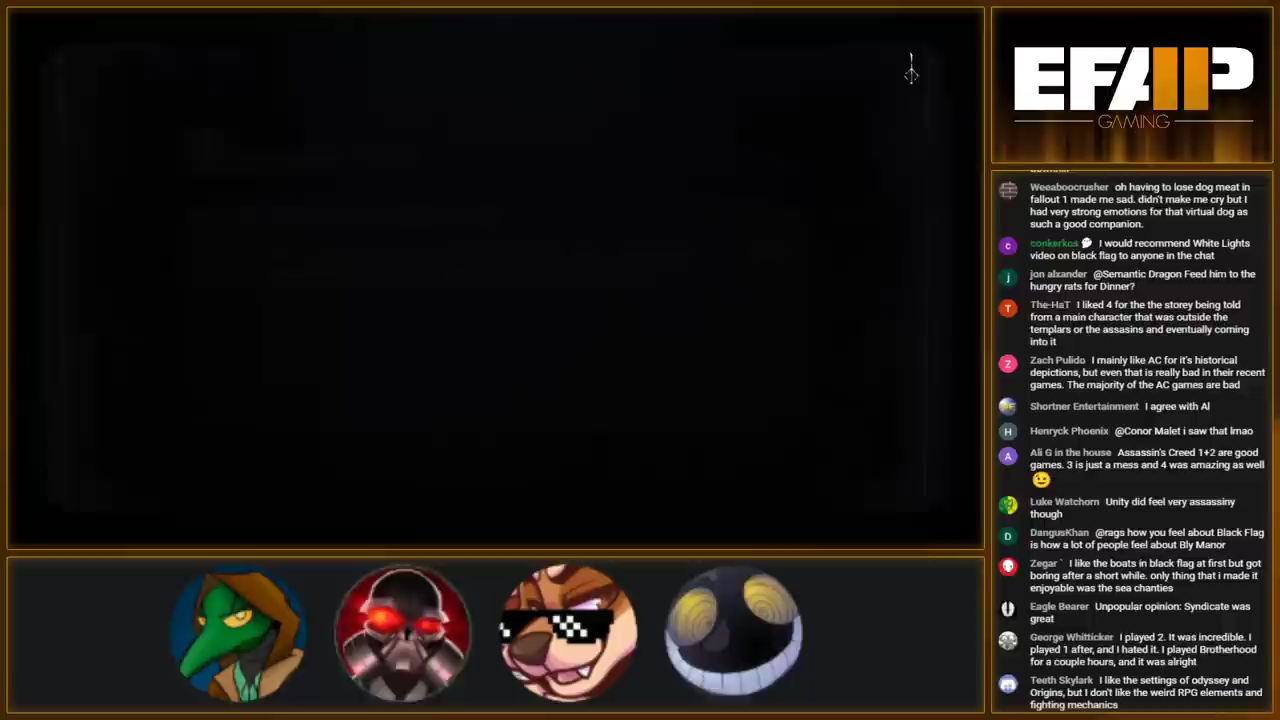 EFAP
GAMING
Weeaboocrusher oh having to lose dog meat in
fallout 1 made me sad. didn't make me cry but I
had very strong emotions for that virtual dog as
such a good companion.
conkerkos I would recommend White Lights
video on black flag to anyone in the chat
jon alxander @Semantic Dragon Feed him to the
hungry rats for Dinner?
The-HaT I liked 4 for the the storey being told
from a main character that was outside the
templars or the assasins and eventually coming
into it
Zach Pulido I mainly like AC for it's historical
depictions, but even that is really bad in their recent
games. The majority of the AC games are bad
Shortner Entertainment I agree with Al
Henryck Phoenix @Conor Malet i saw that lmao
Ali G in the house Assassin's Creed 1+2 are good
games. 3 is just a mess and 4 was amazing as well
😉
Luke Watchorn Unity did feel very assassiny
though
DangusKhan @rags how you feel about Black Flag
is how a lot of people feel about Bly Manor
Zegar ` I like the boats in black flag at first but got
boring after a short while. only thing that i made it
enjoyable was the sea chanties
Eagle Bearer Unpopular opinion: Syndicate was
great
George Whitticker I played 2. It was incredible. I
played 1 after, and I hated it. I played Brotherhood
for a couple hours, and it was alright
Teeth Skylark I like the settings of odyssey and
Origins, but I don't like the weird RPG elements and
fighting mechanics